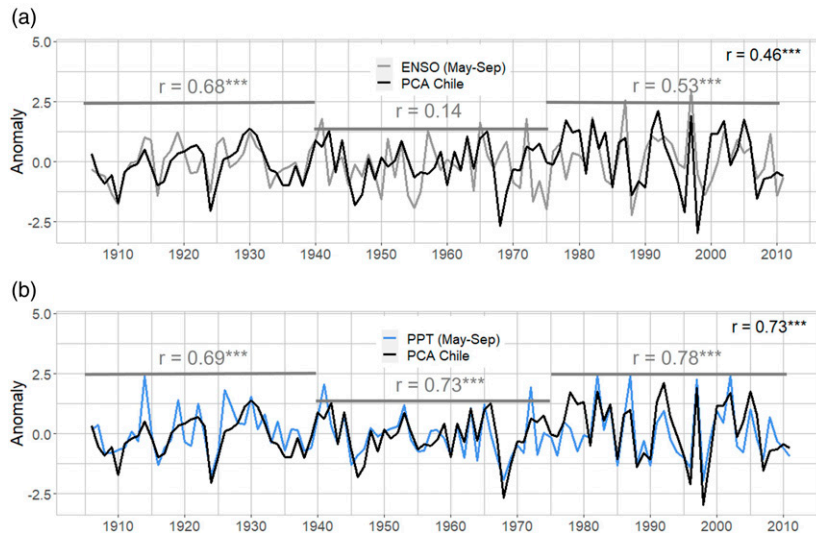 (a)
5.0
r = 0.46***
ENSO (May-Sep)
PCA Chile
r = 0.68***
r = 0.53***
2.5
r = 0.14
Anomaly
0.0
-2.5
1910 1920 1930 1940 1950 1960 1970 1980 1990 2000 2010
(b)
5.0
r = 0.73***
PPT (May-Sep)
PCA Chile
r = 0.69***
r = 0.78***
2.5
r = 0.73***
Anomaly
0.0
-2.5
1910 1920 1930 1940 1950 1960 1970 1980 1990 2000 2010